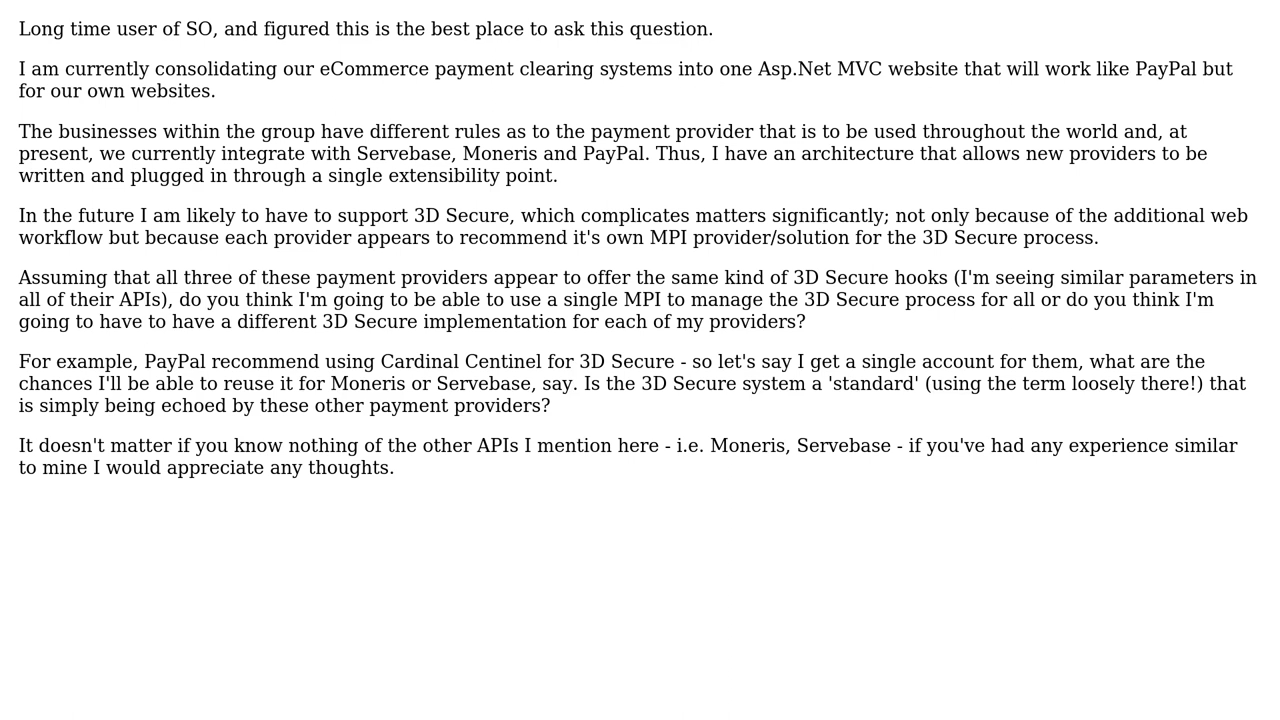 Long time user of SO, and figured this is the best place to ask this question.
I am currently consolidating our eCommerce payment clearing systems into one Asp.Net MVC website that will work like PayPal but
for our own websites.
The businesses within the group have different rules as to the payment provider that is to be used throughout the world and, at
present, we currently integrate with Servebase, Moneris and PayPal. Thus, I have an architecture that allows new providers to be
written and plugged in through a single extensibility point.
In the future I am likely to have to support 3D Secure, which complicates matters significantly; not only because of the additional web
workflow but because each provider appears to recommend it's own MPI provider/solution for the 3D Secure process.
Assuming that all three of these payment providers appear to offer the same kind of 3D Secure hooks (I'm seeing similar parameters in
all of their APIs), do you think I'm going to be able to use a single MPI to manage the 3D Secure process for all or do you think I'm
going to have to have a different 3D Secure implementation for each of my providers?
For example, PayPal recommend using Cardinal Centinel for 3D Secure - so let's say I get a single account for them, what are the
chances I'll be able to reuse it for Moneris or Servebase, say. Is the 3D Secure system a 'standard' (using the term loosely there!) that
is simply being echoed by these other payment providers?
It doesn't matter if you know nothing of the other APIs I mention here - i.e. Moneris, Servebase - if you've had any experience similar
to mine I would appreciate any thoughts.